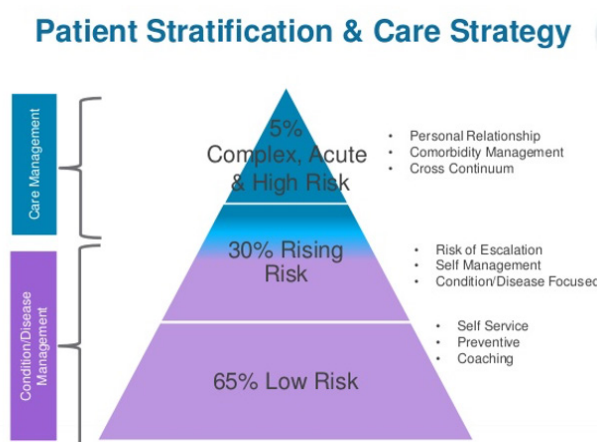 Patient Stratification & Care Strategy
Care Management
5%
Complex, Acute
& High Risk
• Personal Relationship
• Comorbidity Management
• Cross Continuum
30% Rising
Risk
• Risk of Escalation
• Self Management
• Condition/Disease Focused
Condition/Disease
Management
65% Low Risk
• Self Service
• Preventive
• Coaching